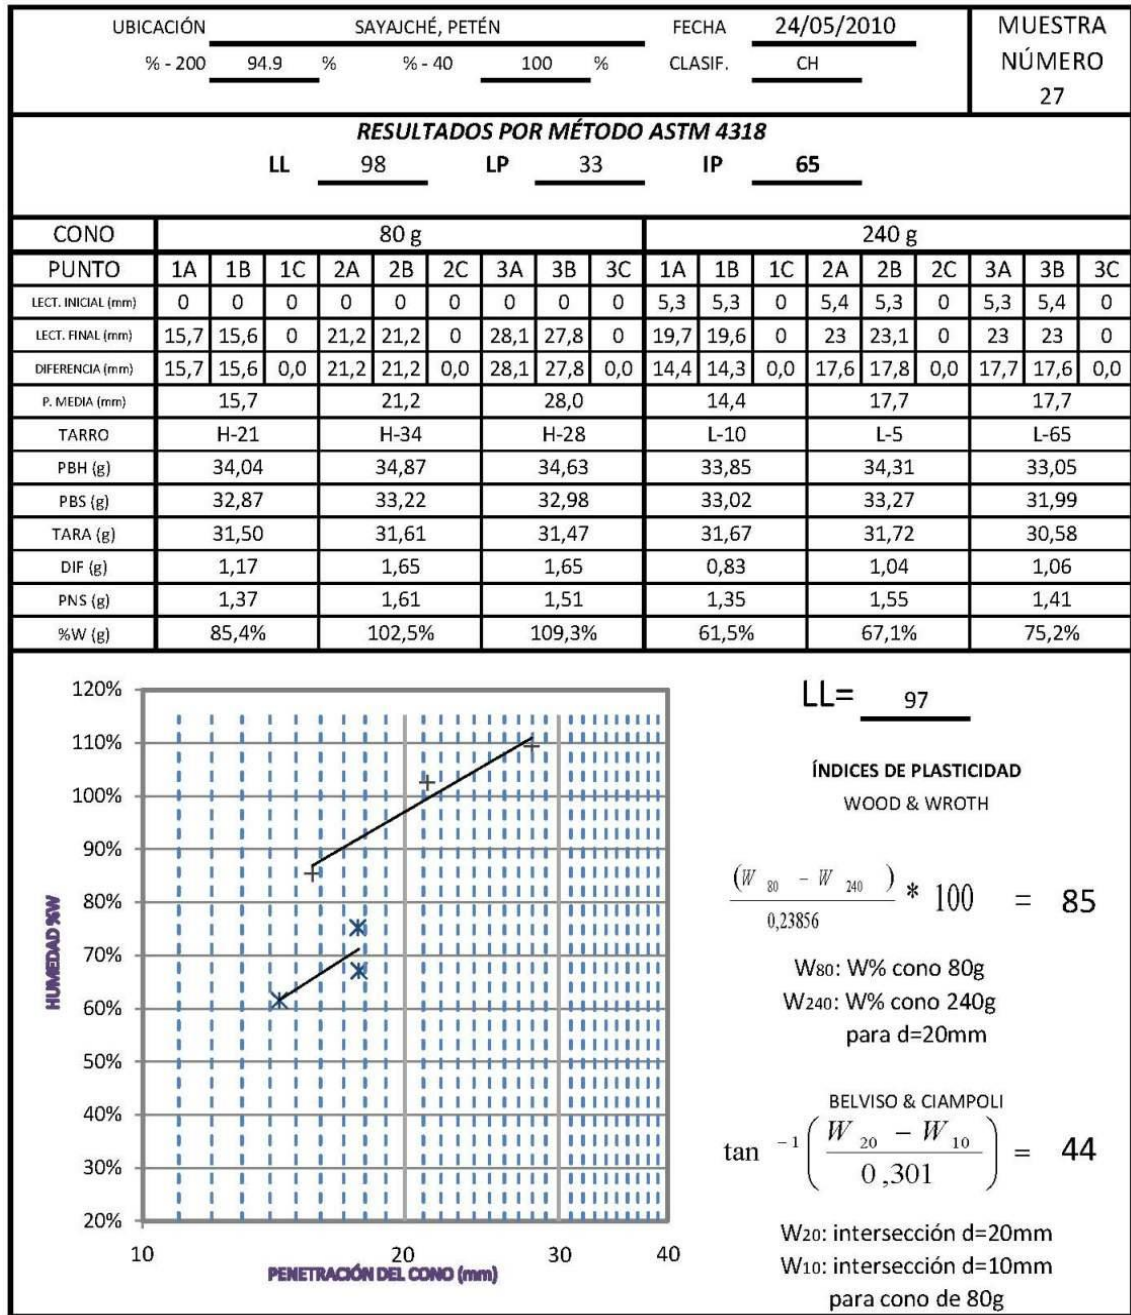 UBICACIÓN SAYAJCHÉ, PETÉN FECHA 24/05/2010 MUESTRA
% - 200 94.9 % % - 40 100 % CLASIF. CH NÚMERO
27
RESULTADOS POR MÉTODO ASTM 4318
LL 98 LP 33 IP 65
CONO 80 g 240 g
PUNTO 1A 1B 1C 2A 2B 2C 3A 3B 3C 1A 1B 1C 2A 2B 2C 3A 3B 3C
LECT. INICIAL (mm) 0 0 0 0 0 0 0 0 0 5,3 5,3 0 5,4 5,3 0 5,3 5,4 0
LECT. FINAL (mm) 15,7 15,6 0 21,2 21,2 0 28,1 27,8 0 19,7 19,6 0 23 23,1 0 23 23 0
DIFERENCIA (mm) 15,7 15,6 0,0 21,2 21,2 0,0 28,1 27,8 0,0 14,4 14,3 0,0 17,6 17,8 0,0 17,7 17,6 0,0
P. MEDIA (mm) 15,7 21,2 28,0 14,4 17,7 17,7
TARRO H-21 H-34 H-28 L-10 L-5 L-65
PBH (g) 34,04 34,87 34,63 33,85 34,31 33,05
PBS (g) 32,87 33,22 32,98 33,02 33,27 31,99
TARA (g) 31,50 31,61 31,47 31,67 31,72 30,58
DIF (g) 1,17 1,65 1,65 0,83 1,04 1,06
PNS (g) 1,37 1,61 1,51 1,35 1,55 1,41
%W (g) 85,4% 102,5% 109,3% 61,5% 67,1% 75,2%
120%
110%
100%
90%
80%
70%
60%
50%
40%
30%
20%
HUMEDAD %W
10 20 30 40
PENETRACIÓN DEL CONO (mm)
LL= 97
ÍNDICES DE PLASTICIDAD
WOOD & WROTH
(W 80 - W 240 )
* 100 = 85
0,23856
W80: W% cono 80g
W240: W% cono 240g
para d=20mm
BELVISO & CIAMPOLI
tan -1 ( W 20 - W 10 / 0 ,301 ) = 44
W20: intersección d=20mm
W10: intersección d=10mm
para cono de 80g